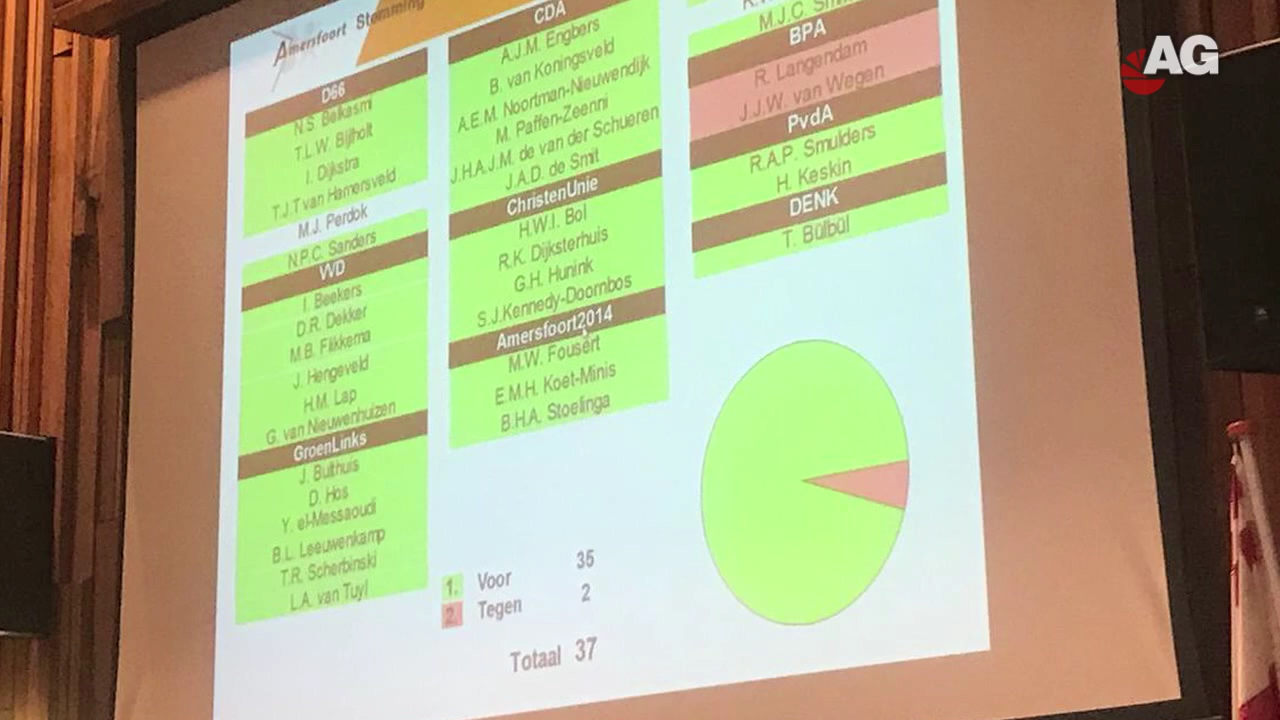 Amersfoort Stemming
D66
N.S. Belkasmi
T.L.W. Bijlholt
I. Dijkstra
T.J.T van Hamersveld
M.J. Perdok
N.P.C. Sanders
VVD
I. Beekers
D.R. Dekker
M.B. Flikkema
J. Hengeveld
H.M. Lap
G. van Nieuwenhuizen
GroenLinks
J. Bulthuis
D. Hos
Y. el-Messaoudi
B.L. Leeuwenkamp
T.R. Scherbinski
L.A. van Tuyl
CDA
A.J.M. Engbers
B. van Koningsveld
A.E.M. Noortman-Nieuwendijk
M. Paffen-Zeenni
J.H.A.J.M. de van der Schueren
J.A.D. de Smit
ChristenUnie
H.W.I. Bol
R.K. Dijksterhuis
G.H. Hunink
S.J.Kennedy-Doornbos
Amersfoort2014
M.W. Fousert
E.M.H. Koet-Minis
B.H.A. Stoelinga
M.J.C.
BPA
R. Langendam
J.J.W. van Wegen
PvdA
R.A.P. Smulders
H. Keskin
DENK
T. Bülbül
1. Voor 35
2. Tegen 2
Totaal 37
AG